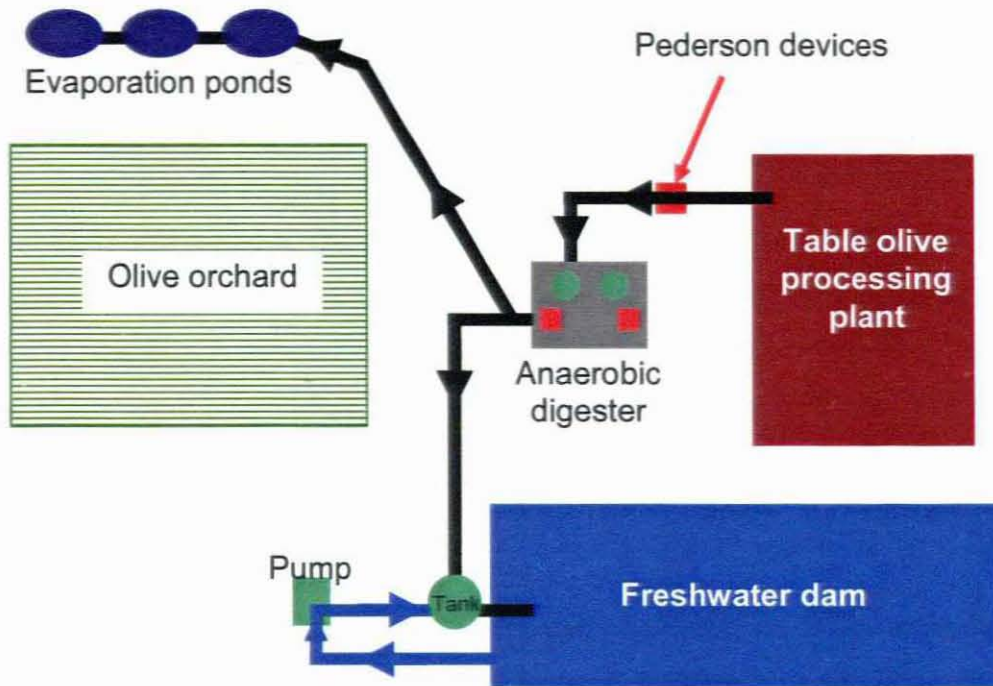 Pederson devices
Evaporation ponds
Table olive
processing
plant
Olive orchard
Anaerobic
digester
Pump
Tank
Freshwater dam